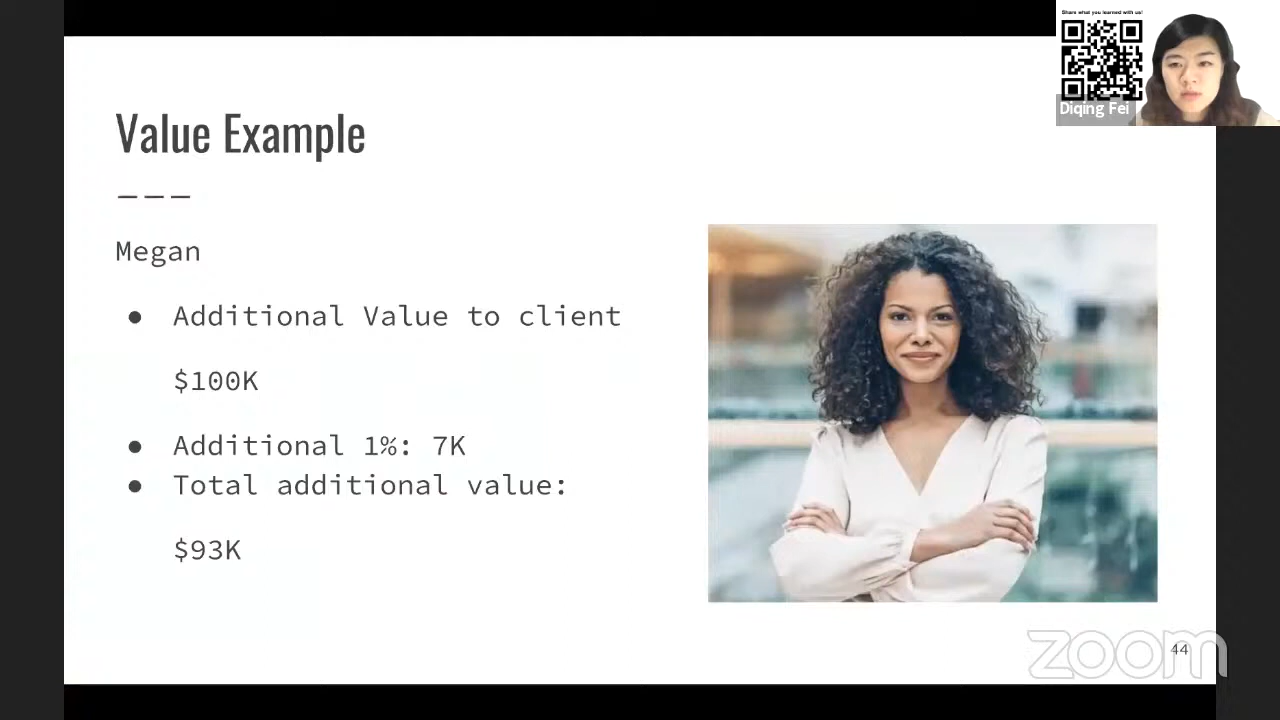 Share what you learned with us!
Diqing Fei
Value Example
Megan
● Additional Value to client
$100K
● Additional 1%: 7K
● Total additional value:
$93K
zoom
44